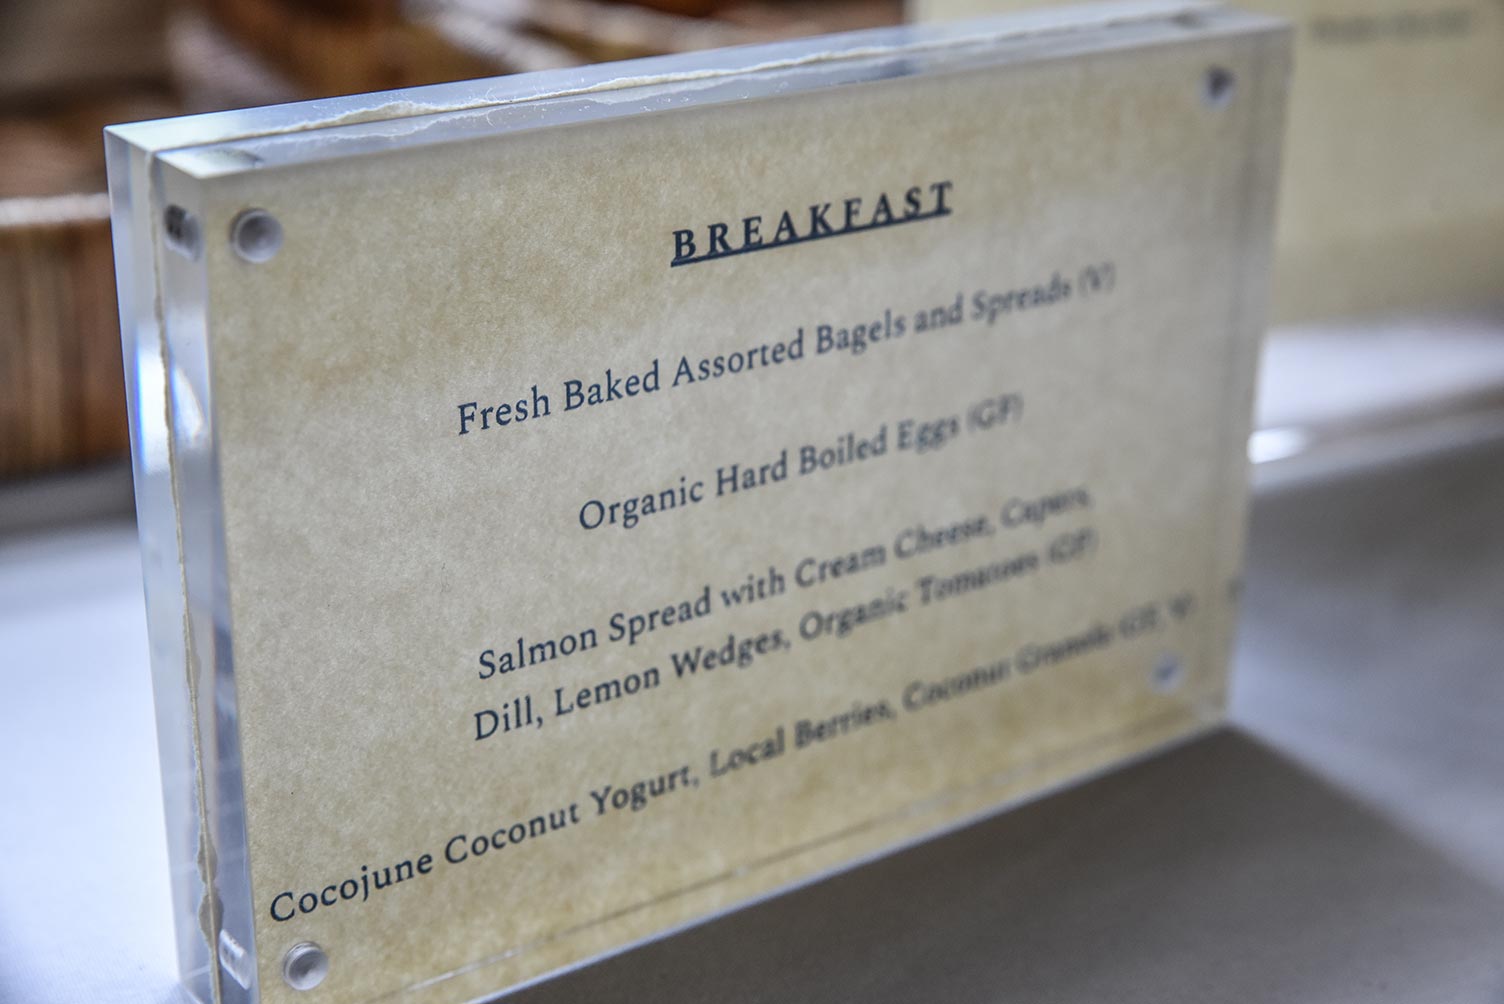 BREAKFAST
Fresh Baked Assorted Bagels and Spreads (V)
Organic Hard Boiled Eggs (GF)
Salmon Spread with Cream Cheese, Capers,
Dill, Lemon Wedges, Organic Tomatoes (GF)
Cocojune Coconut Yogurt, Local Berries, Coconut Granola (GF, V)